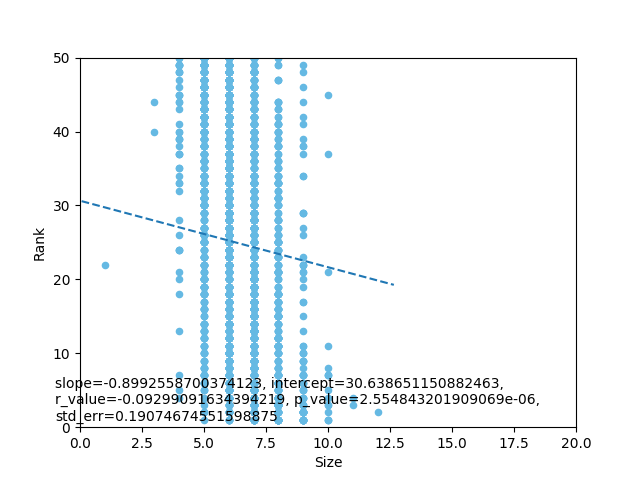 50
40
30
20
10
0
Rank
slope=-0.8992558700374123, intercept=30.638651150882463,
r_value=-0.09299091634394219, p_value=2.554843201909069e-06,
std_err=0.19074674551598875
0.0 2.5 5.0 7.5 10.0 12.5 15.0 17.5 20.0
Size